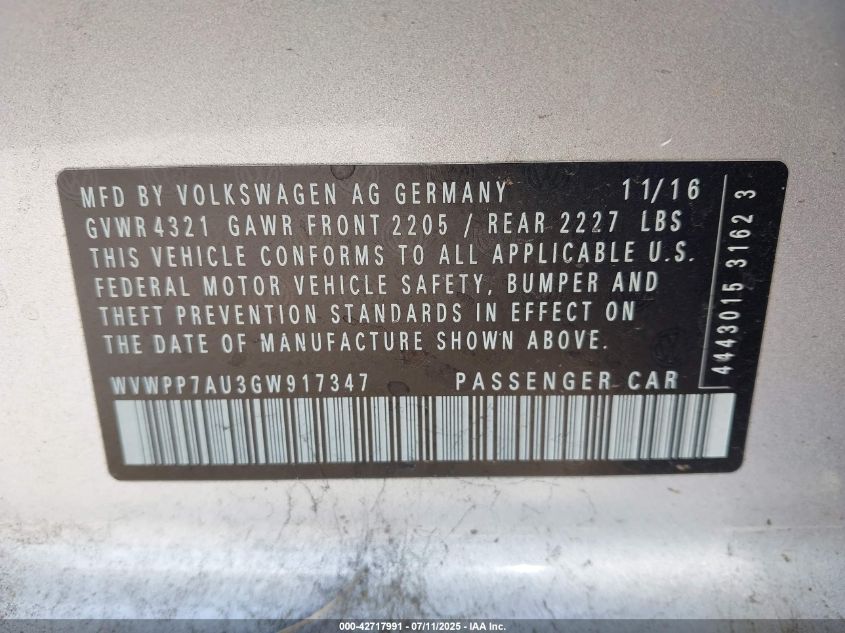 MFD BY VOLKSWAGEN AG GERMANY 11/16
GVWR 4321 GAWR FRONT 2205 / REAR 2227 LBS
THIS VEHICLE CONFORMS TO ALL APPLICABLE U.S.
FEDERAL MOTOR VEHICLE SAFETY, BUMPER AND
THEFT PREVENTION STANDARDS IN EFFECT ON
THE DATE OF MANUFACTURE SHOWN ABOVE.
WVWPP7AU3GW917347 PASSENGER CAR
4443015 3162 3
000-42717991 - 07/11/2025 - IAA Inc.